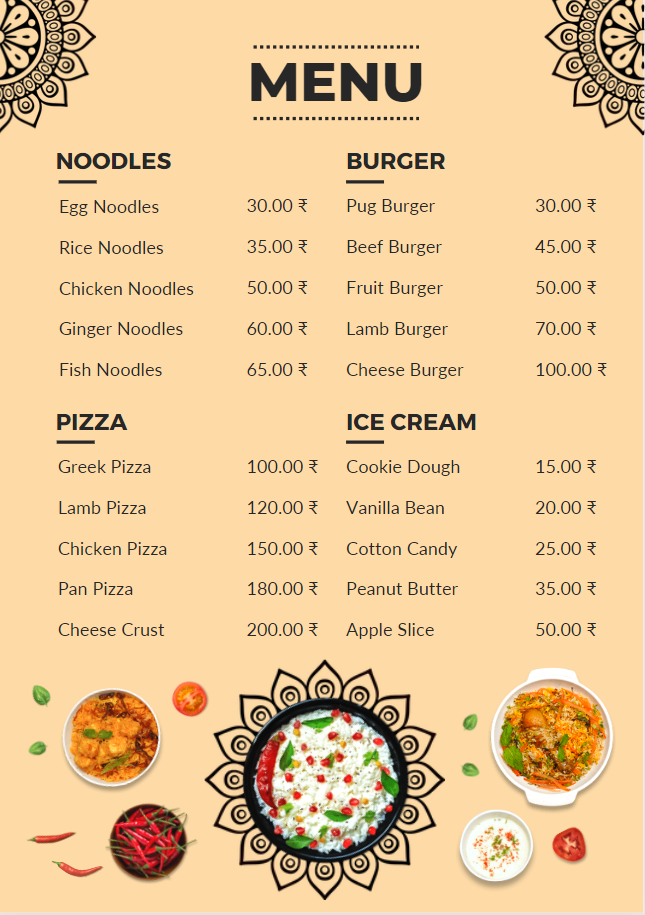 MENU
NOODLES
Egg Noodles 30.00 ₹
Rice Noodles 35.00 ₹
Chicken Noodles 50.00 ₹
Ginger Noodles 60.00 ₹
Fish Noodles 65.00 ₹
BURGER
Pug Burger 30.00 ₹
Beef Burger 45.00 ₹
Fruit Burger 50.00 ₹
Lamb Burger 70.00 ₹
Cheese Burger 100.00 ₹
PIZZA
Greek Pizza 100.00 ₹
Lamb Pizza 120.00 ₹
Chicken Pizza 150.00 ₹
Pan Pizza 180.00 ₹
Cheese Crust 200.00 ₹
ICE CREAM
Cookie Dough 15.00 ₹
Vanilla Bean 20.00 ₹
Cotton Candy 25.00 ₹
Peanut Butter 35.00 ₹
Apple Slice 50.00 ₹